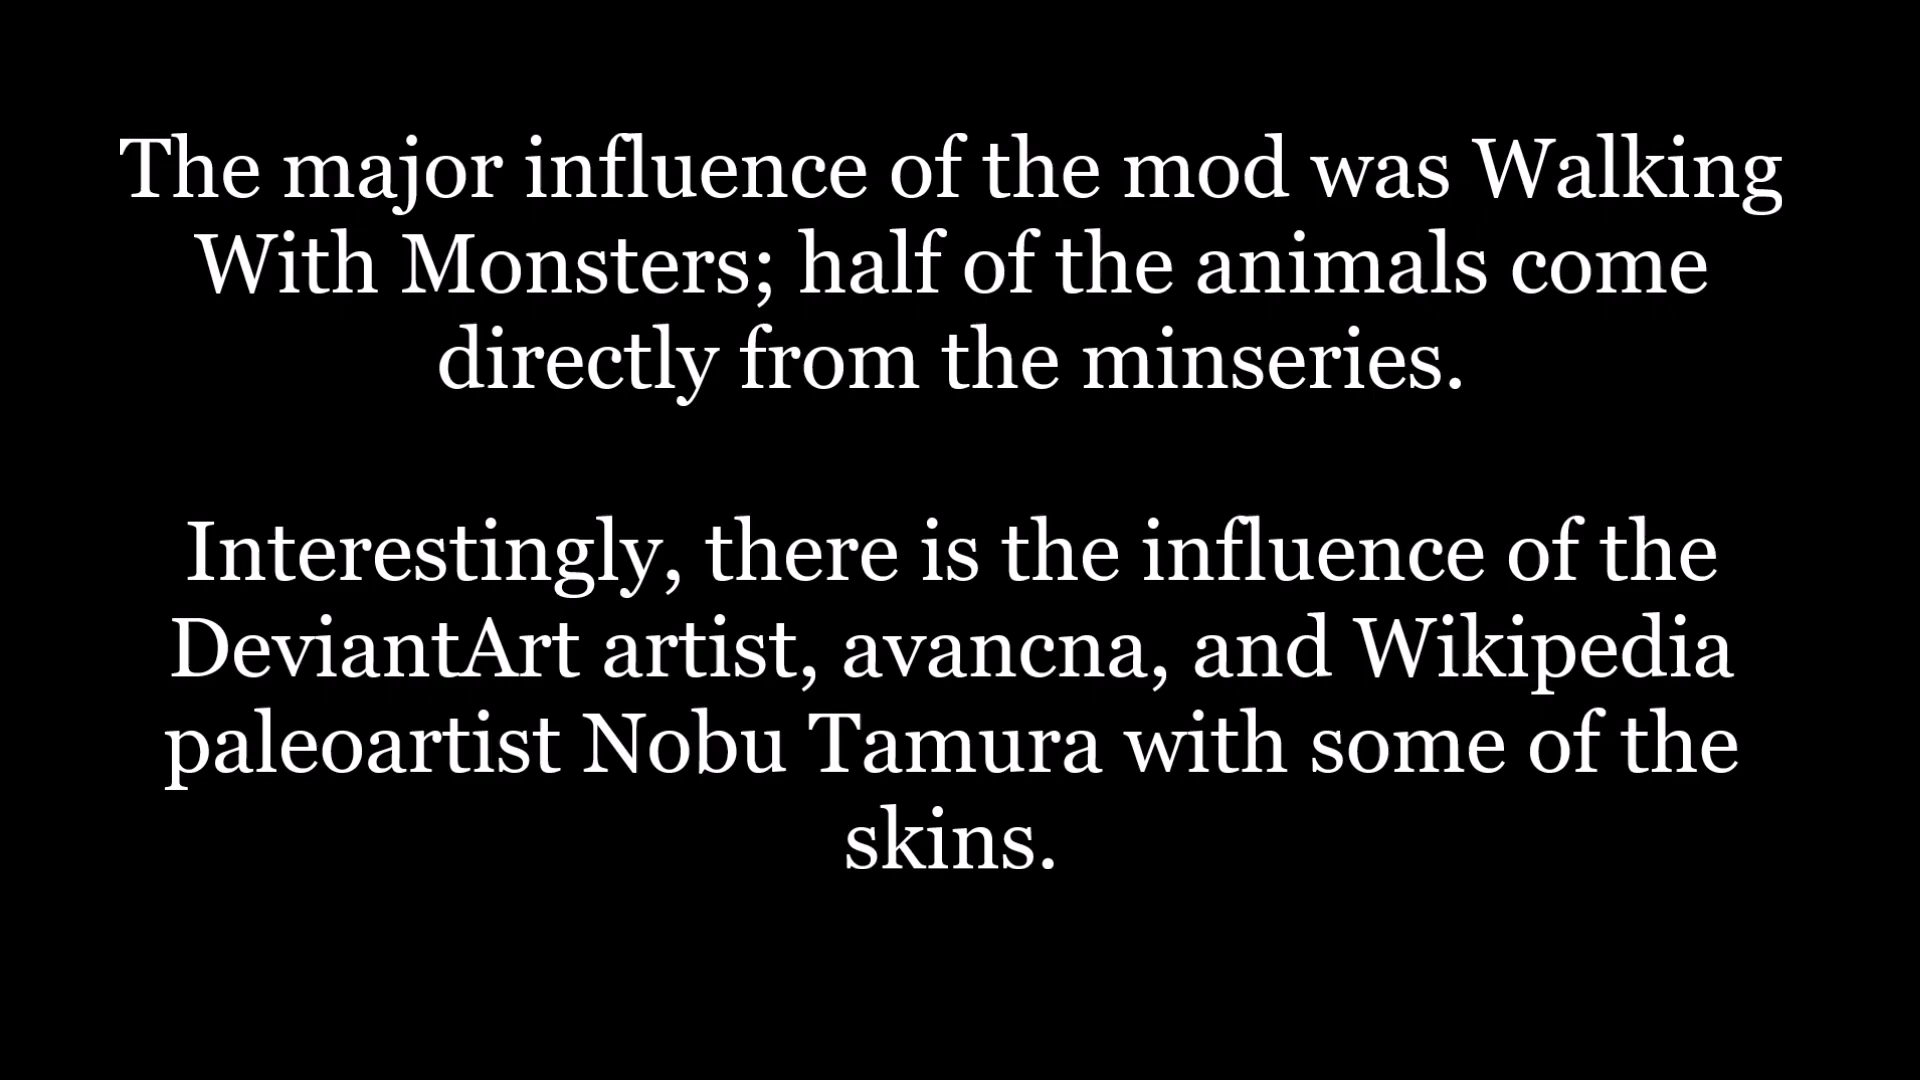 The major influence of the mod was Walking
With Monsters; half of the animals come
directly from the minseries.
Interestingly, there is the influence of the
DeviantArt artist, avancna, and Wikipedia
paleoartist Nobu Tamura with some of the
skins.